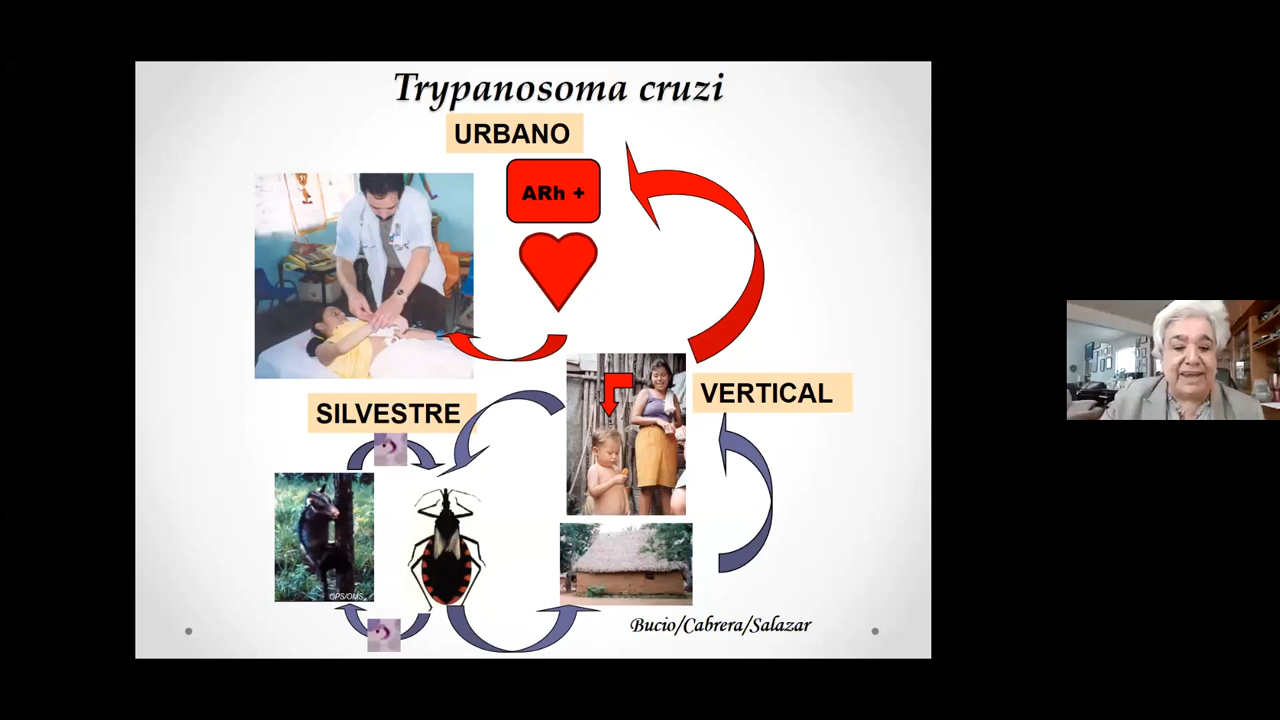 Trypanosoma cruzi
URBANO
ARh +
VERTICAL
SILVESTRE
OPS/OMS
Bucio/Cabrera/Salazar